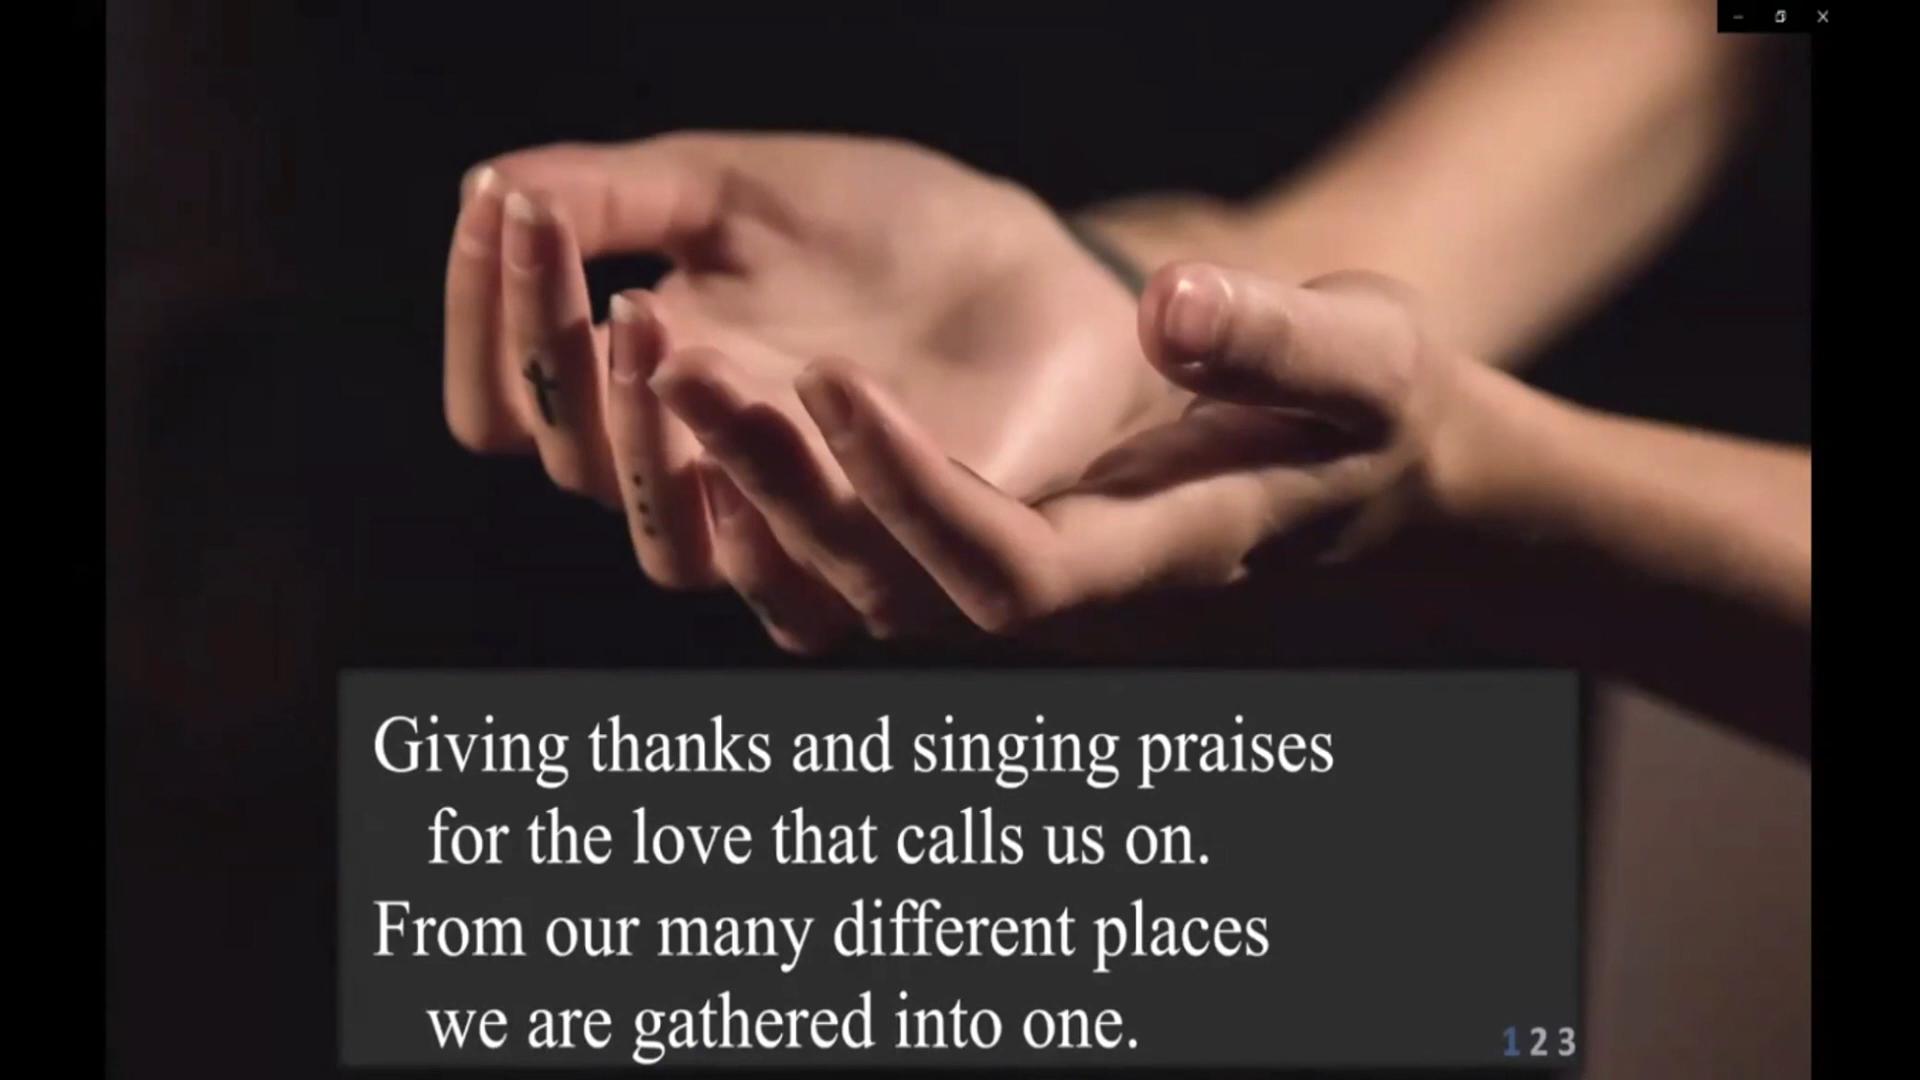 Giving thanks and singing praises
for the love that calls us on.
From our many different places
we are gathered into one.
1 2 3